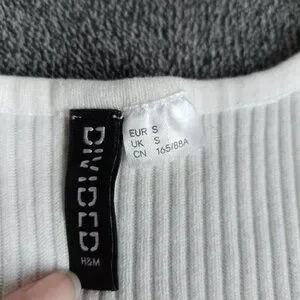 DIVIDED
H&M
EUR S
UK S
CN 165/88A